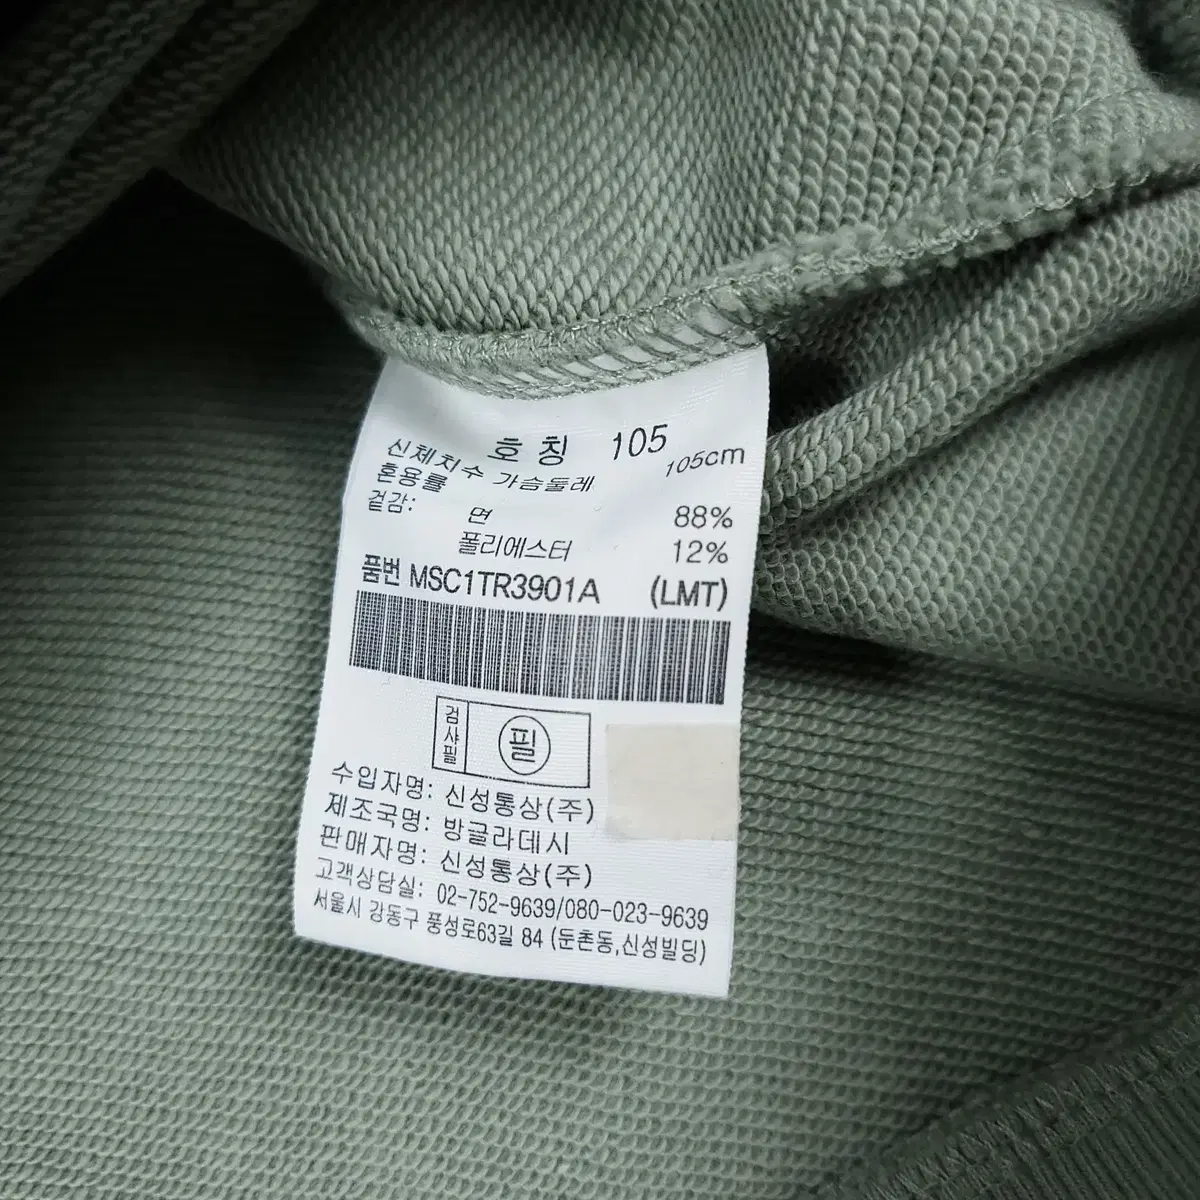 호칭 105
신체치수 가슴둘레 105cm
혼용률
겉감: 면 88%
폴리에스터 12%
품번 MSC1TR3901A (LMT)
검사필 필
수입자명: 신성통상(주)
제조국명: 방글라데시
판매자명: 신성통상(주)
고객상담실: 02-752-9639/080-023-9639
서울시 강동구 풍성로63길 84 (둔촌동,신성빌딩)